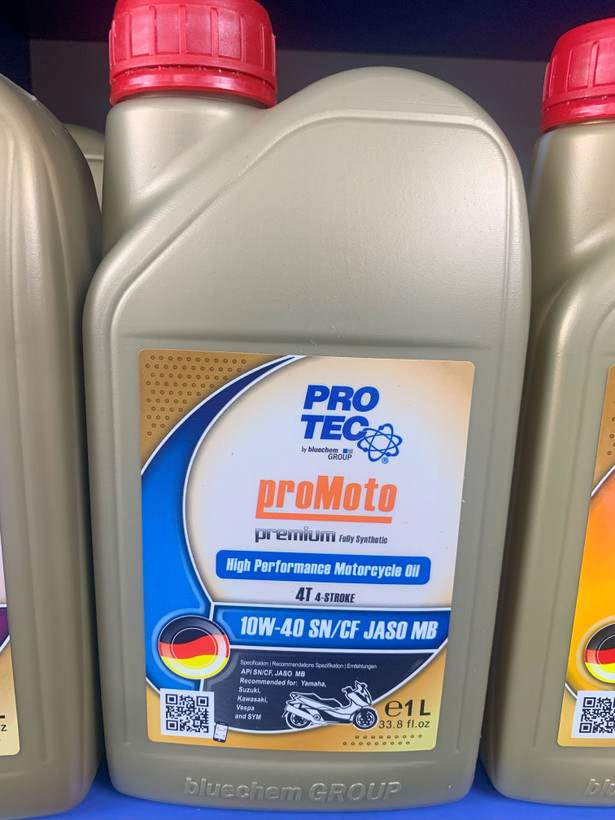 PRO
TEC
by bluechem
GROUP
®
proMoto
premium Fully Synthetic
High Performance Motorcycle Oil
4T 4-STROKE
10W-40 SN/CF JASO MB
Specification | Recommendations Spezifikation | Emfehlungen
API SN/CF, JASO MB
Recommended for: Yamaha,
Suzuki,
Kawasaki,
Vespa
and SYM
℮1L
33.8 fl.oz
bluechem GROUP